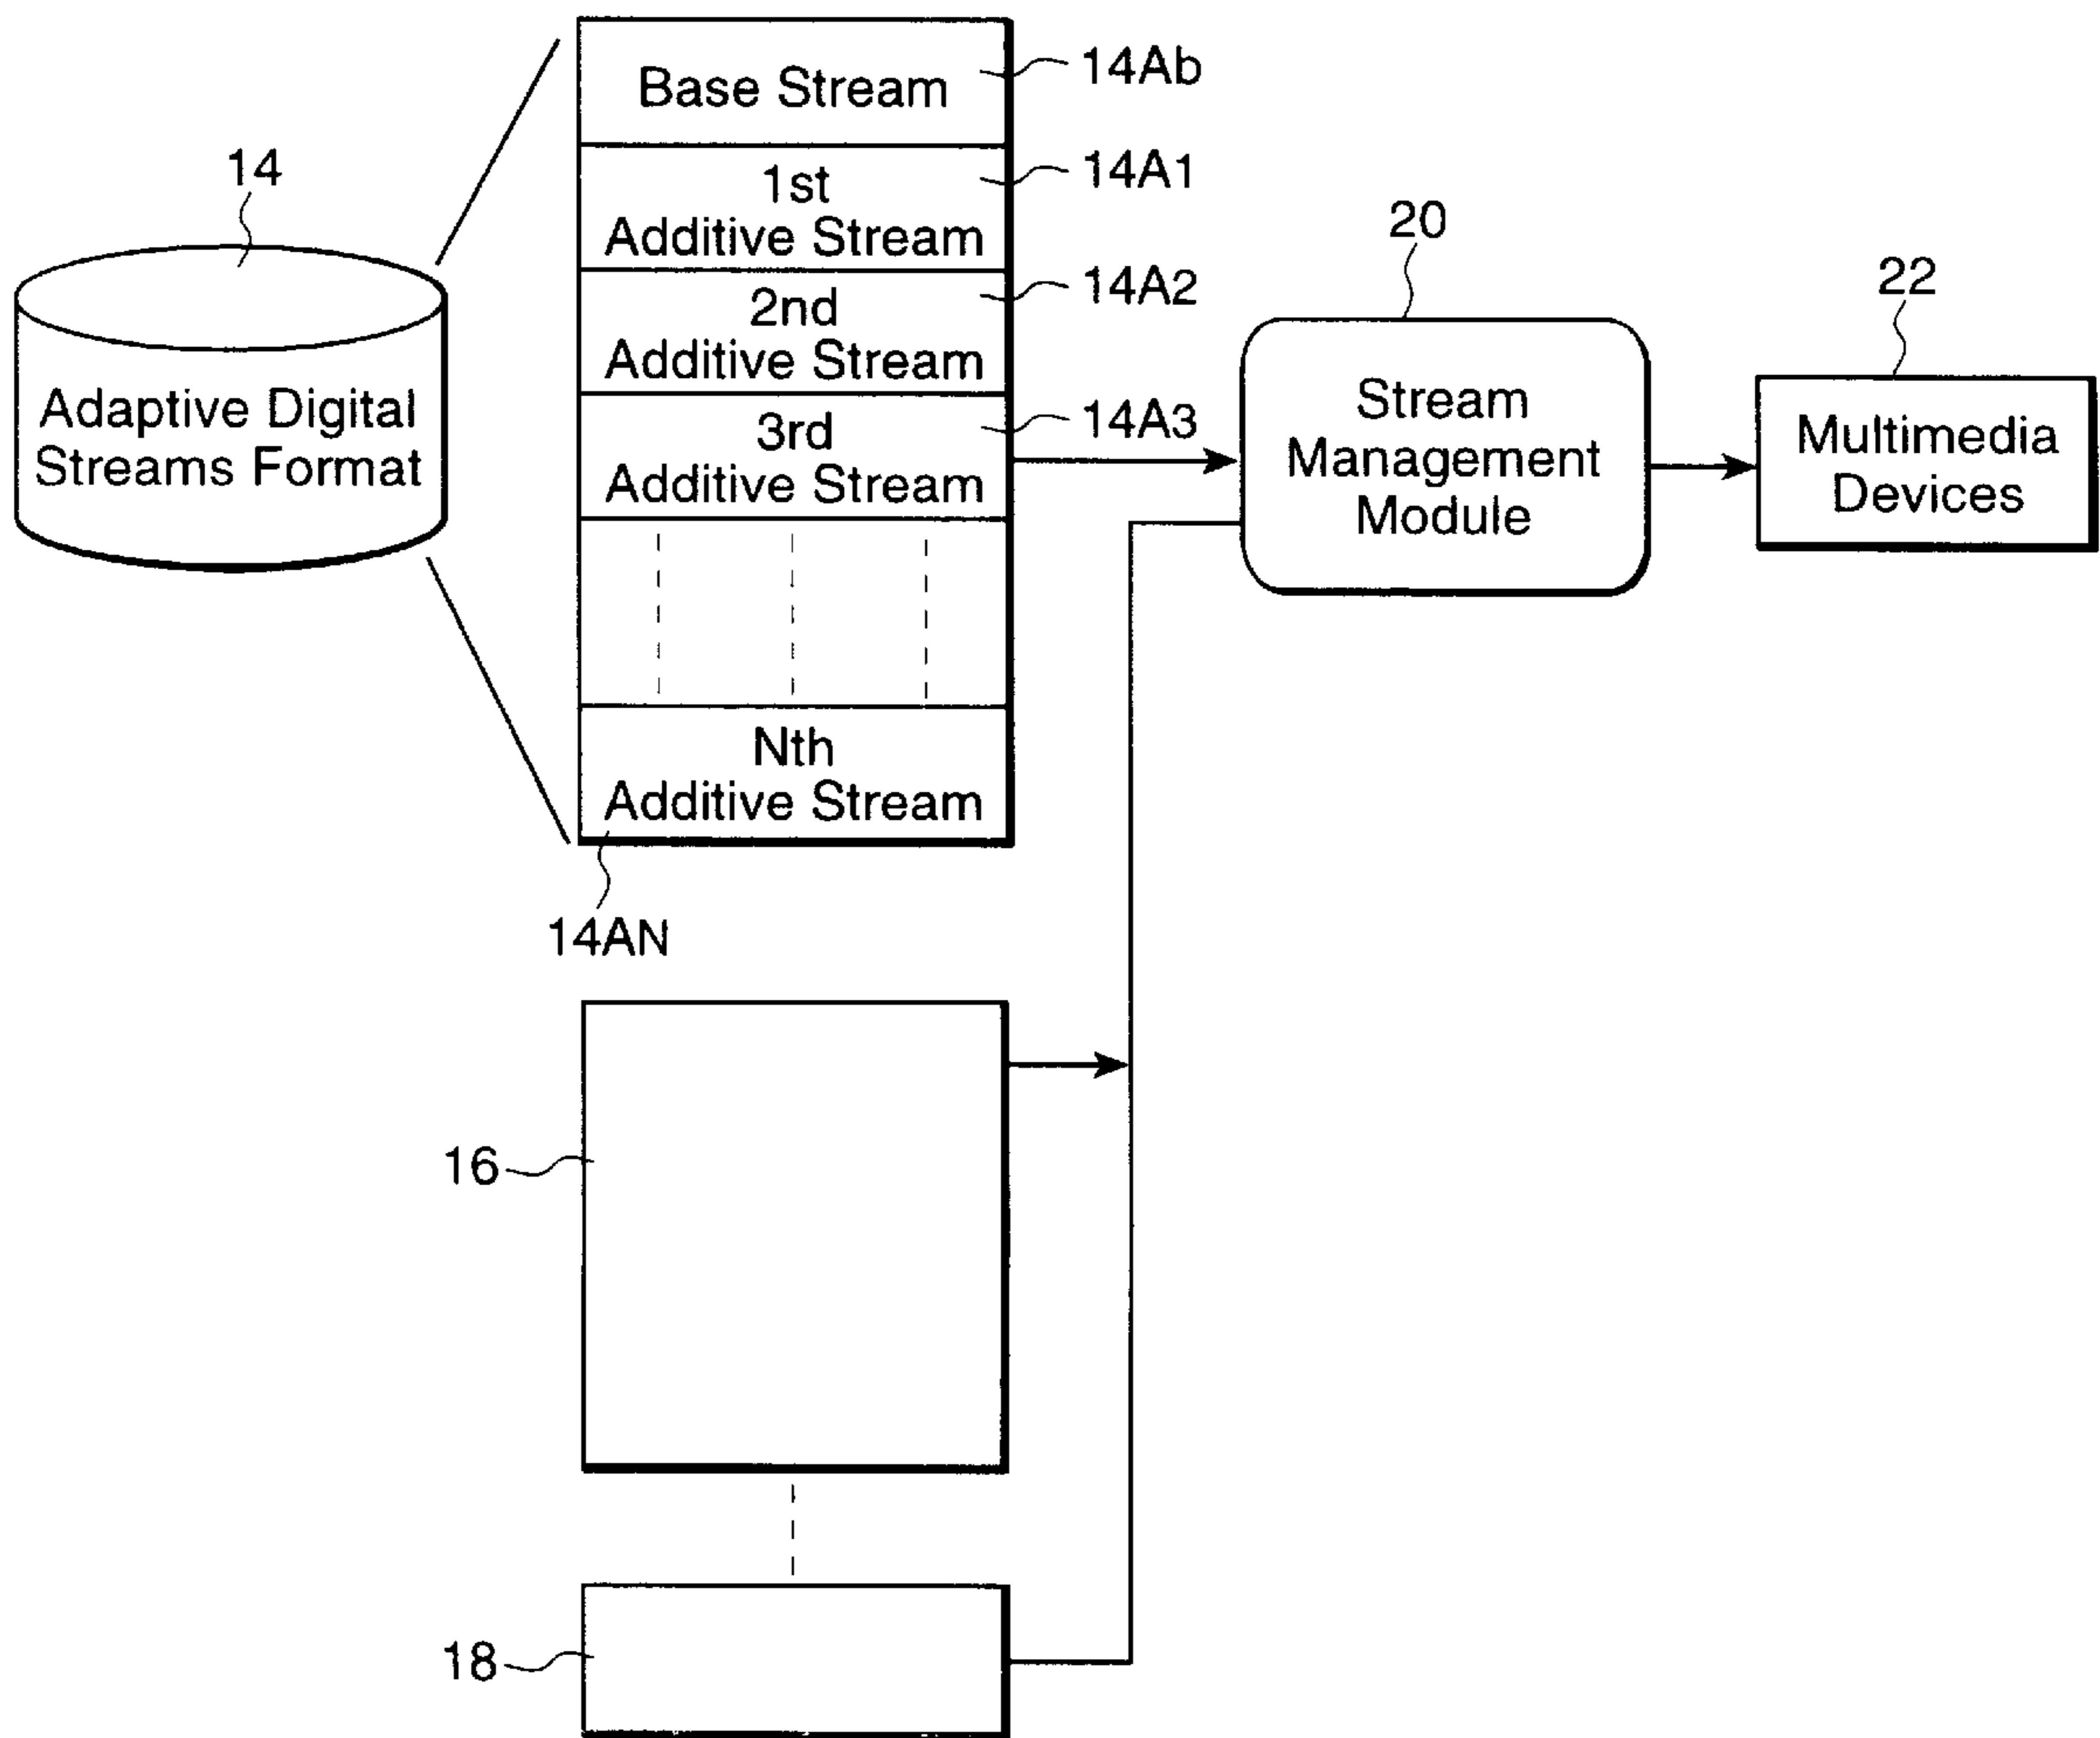 Base Stream
14Ab
14
1st
Additive Stream
14A1
2nd
Additive Stream
14A2
3rd
Additive Stream
14A3
Adaptive Digital
Streams Format
20
Stream
Management
Module
22
Multimedia
Devices
Nth
Additive Stream
14AN
16
18